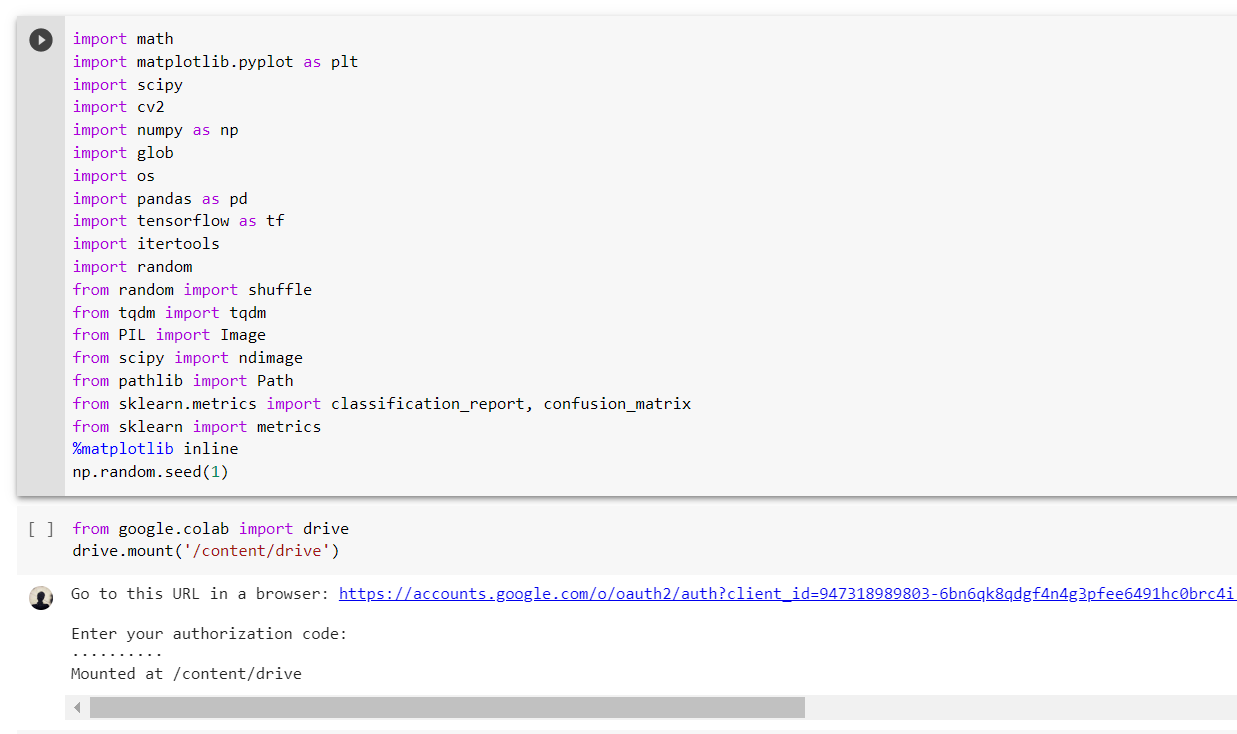 import math
import matplotlib.pyplot as plt
import scipy
import cv2
import numpy as np
import glob
import os
import pandas as pd
import tensorflow as tf
import itertools
import random
from random import shuffle
from tqdm import tqdm
from PIL import Image
from scipy import ndimage
from pathlib import Path
from sklearn.metrics import classification_report, confusion_matrix
from sklearn import metrics
%matplotlib inline
np.random.seed(1)
[ ] from google.colab import drive
drive.mount('/content/drive')
Go to this URL in a browser: https://accounts.google.com/o/oauth2/auth?client_id=947318989803-6bn6qk8qdgf4n4g3pfee6491hc0brc4i
Enter your authorization code:
··········
Mounted at /content/drive